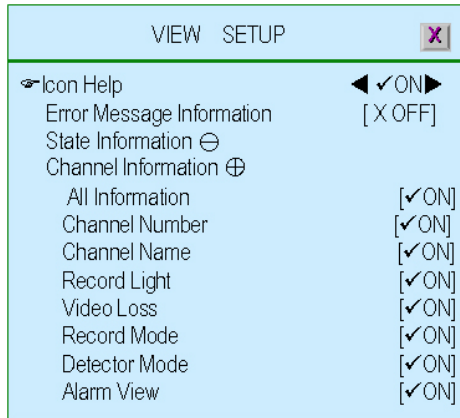 VIEW SETUP X
☞Icon Help ◀ ✓ON▶
Error Message Information [ X OFF]
State Information ⊖
Channel Information ⊕
All Information [✓ON]
Channel Number [✓ON]
Channel Name [✓ON]
Record Light [✓ON]
Video Loss [✓ON]
Record Mode [✓ON]
Detector Mode [✓ON]
Alarm View [✓ON]